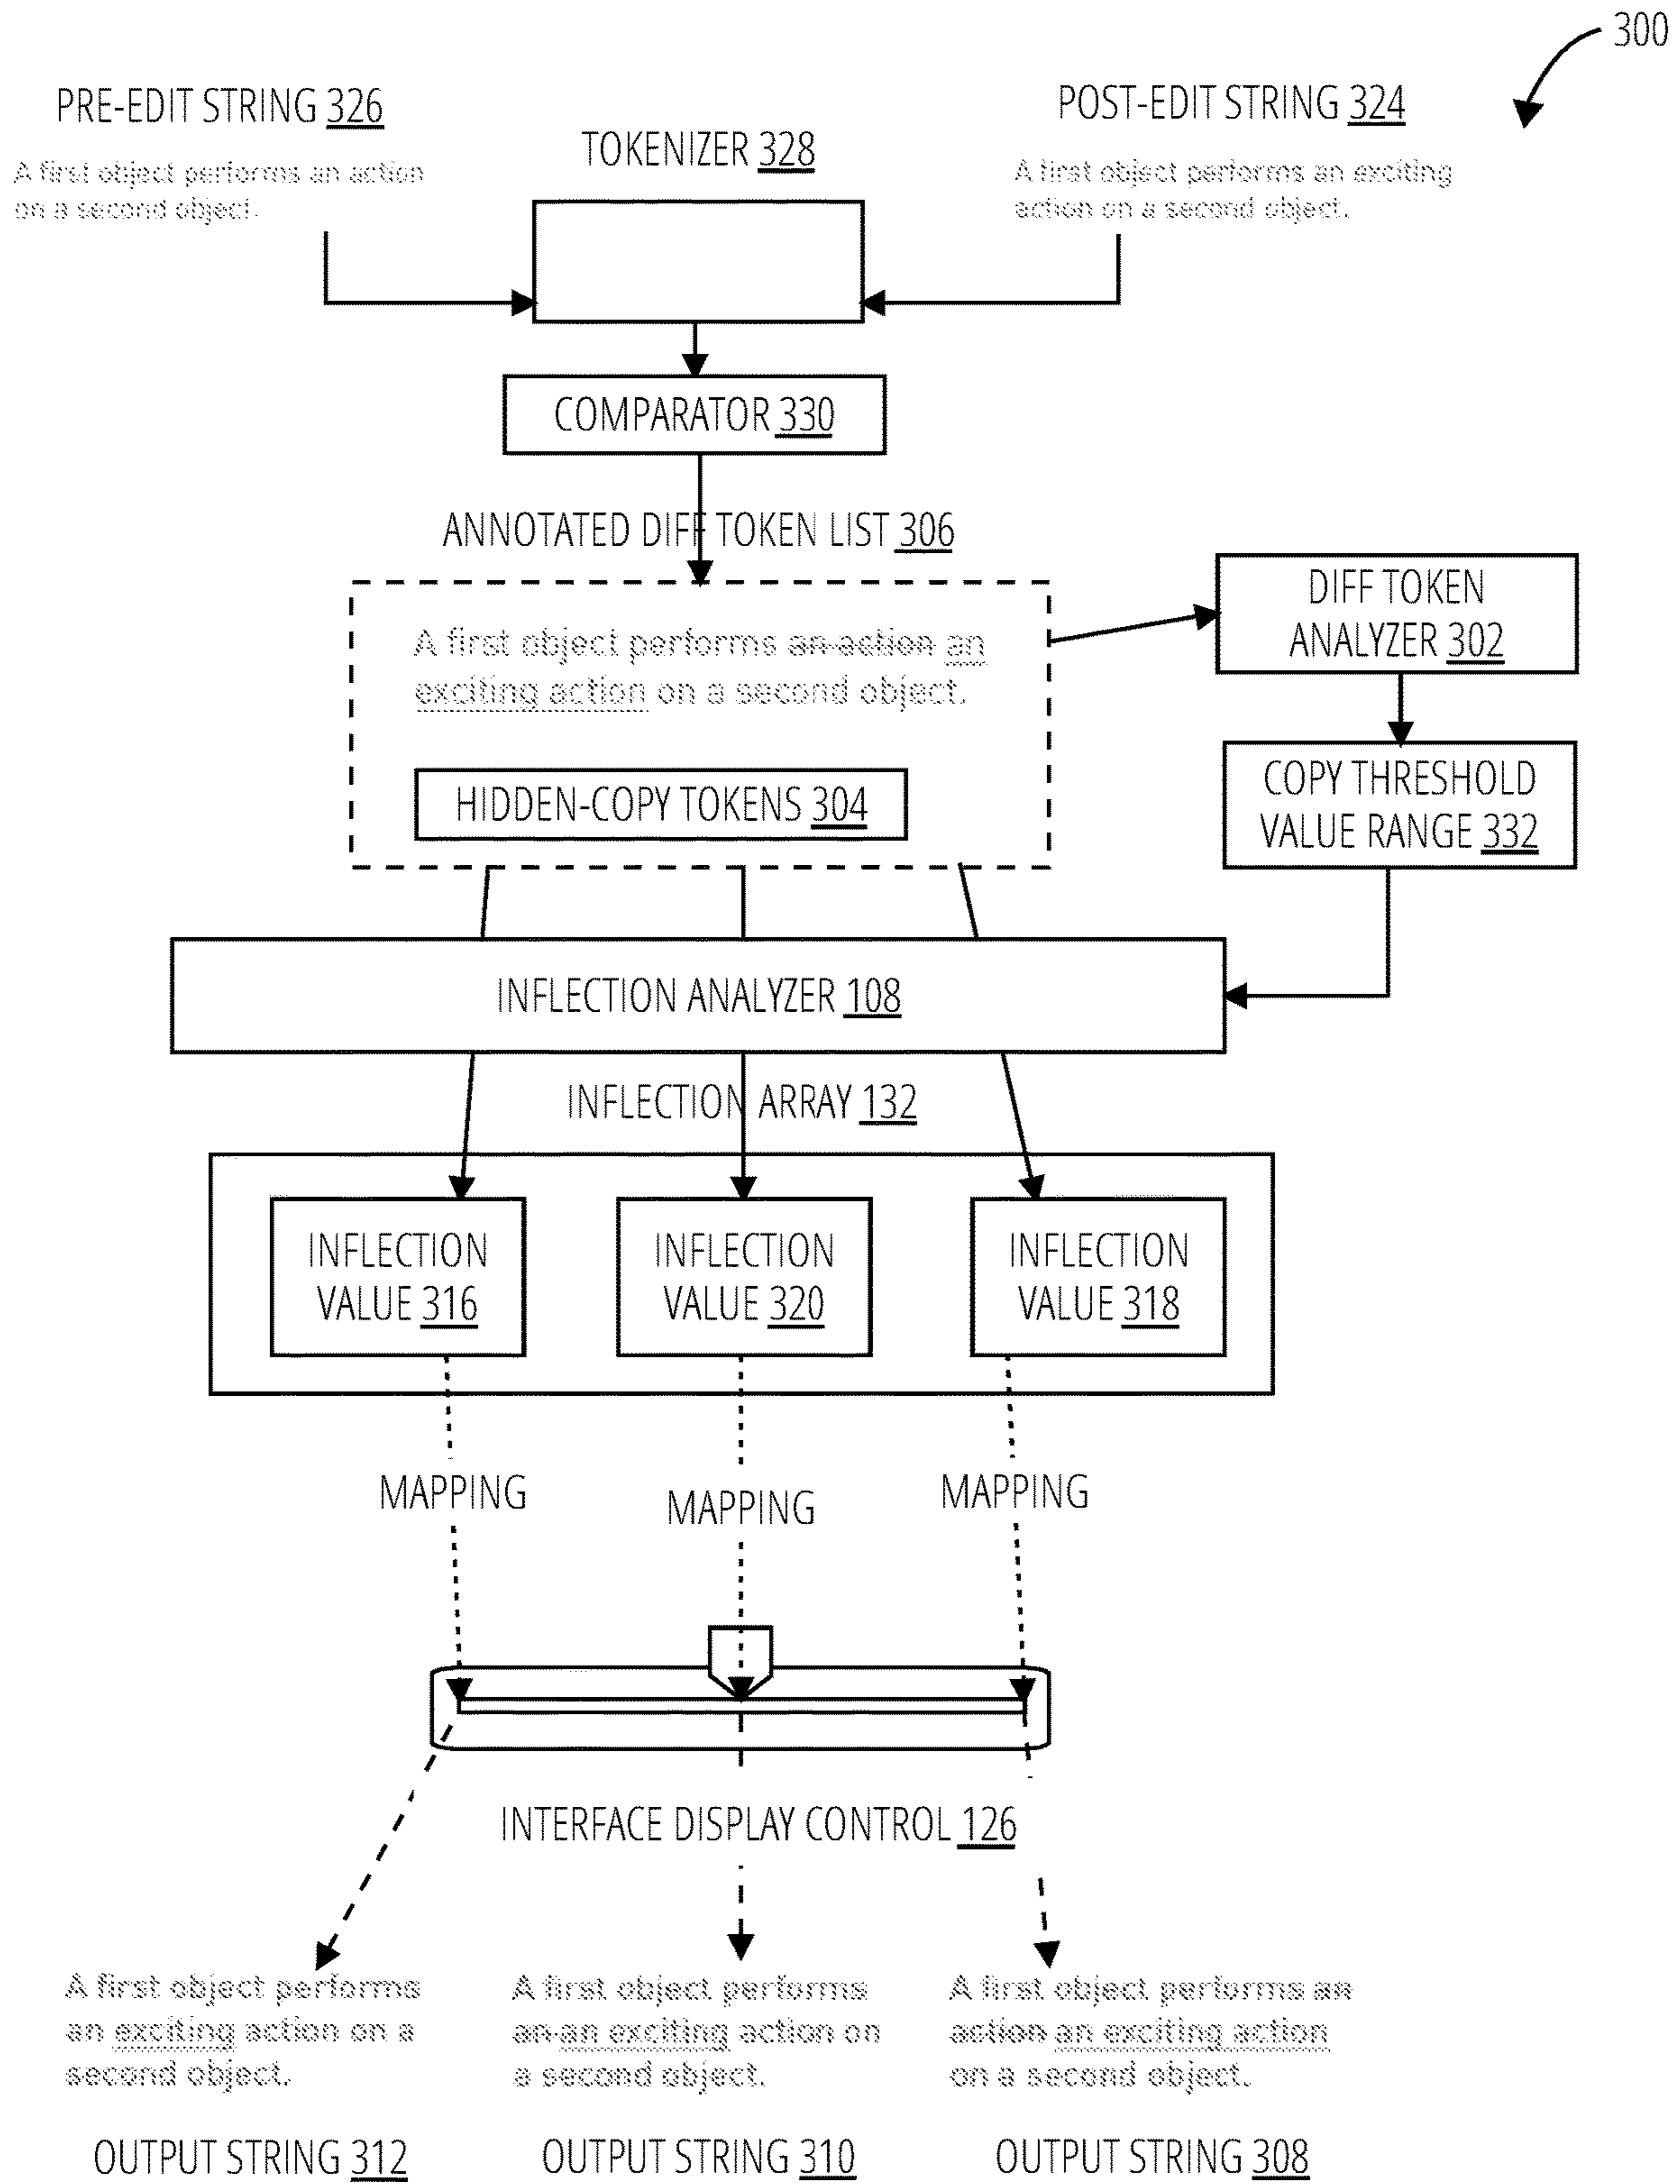 300
PRE-EDIT STRING 326
A first object performs an action
on a second object.
TOKENIZER 328
POST-EDIT STRING 324
A first object performs an exciting
action on a second object.
COMPARATOR 330
ANNOTATED DIFF TOKEN LIST 306
A first object performs an action an
exciting action on a second object.
HIDDEN-COPY TOKENS 304
DIFF TOKEN
ANALYZER 302
COPY THRESHOLD
VALUE RANGE 332
INFLECTION ANALYZER 108
INFLECTION ARRAY 132
INFLECTION
VALUE 316
INFLECTION
VALUE 320
INFLECTION
VALUE 318
MAPPING
MAPPING
MAPPING
INTERFACE DISPLAY CONTROL 126
A first object performs
an exciting action on a
second object.
OUTPUT STRING 312
A first object performs
an an exciting action on
a second object.
OUTPUT STRING 310
A first object performs an
action an exciting action
on a second object.
OUTPUT STRING 308